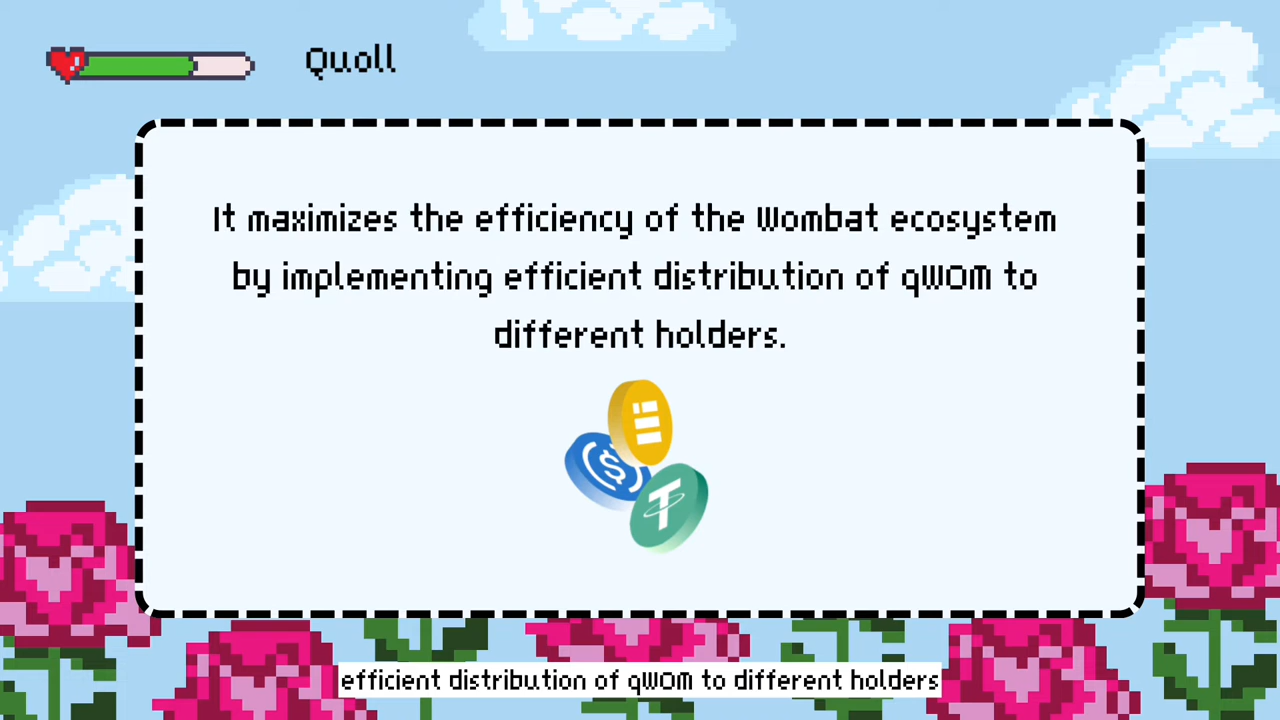 Quoll
It maximizes the efficiency of the Wombat ecosystem
by implementing efficient distribution of qWOM to
different holders.
efficient distribution of qWOM to different holders